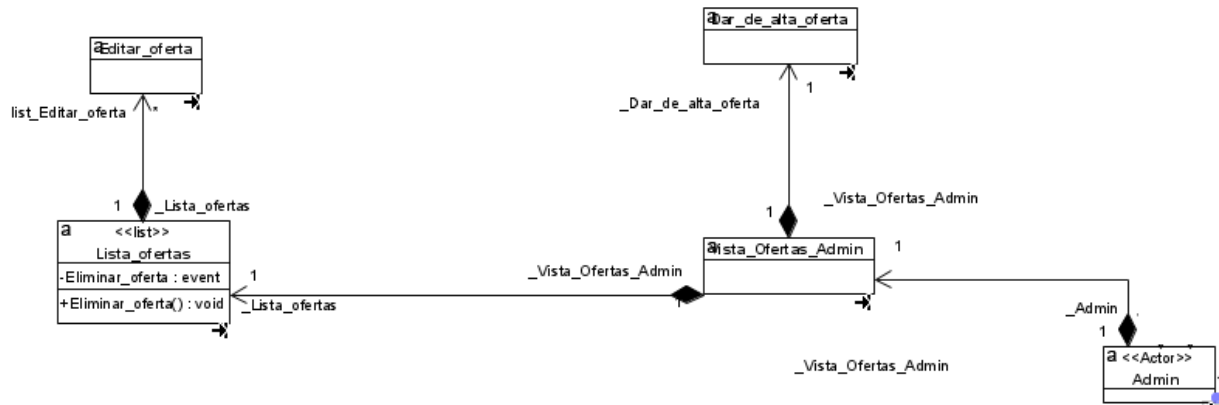 a
Dar_de_alta_oferta
a
Editar_oferta
1
_Dar_de_alta_oferta
list_Editar_oferta
*
_Vista_Ofertas_Admin
1
_Lista_ofertas
1
a
<<list>>
Lista_ofertas
a
Vista_Ofertas_Admin
1
-Eliminar_oferta : event
1
_Vista_Ofertas_Admin
+Eliminar_oferta() : void
_Lista_ofertas
1
_Admin
1
a
<<Actor>>
Admin
_Vista_Ofertas_Admin